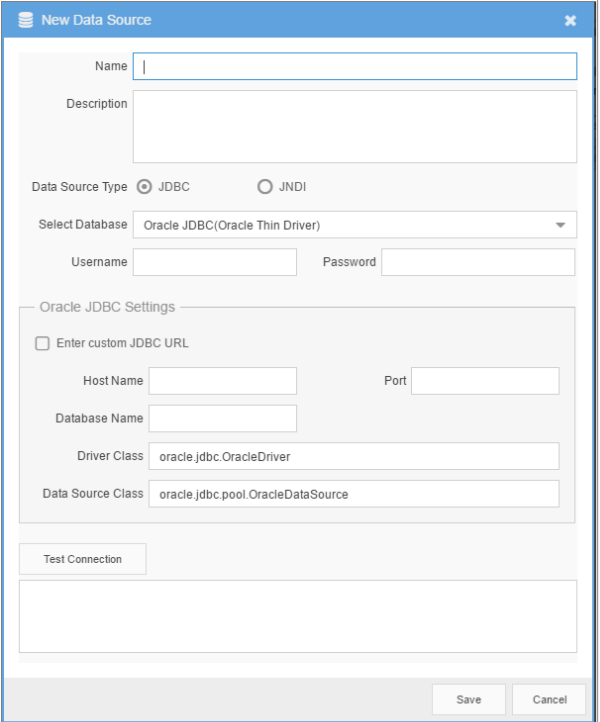 New Data Source
Name
Description
Data Source Type JDBC JNDI
Select Database Oracle JDBC(Oracle Thin Driver)
Username Password
Oracle JDBC Settings
Enter custom JDBC URL
Host Name Port
Database Name
Driver Class oracle.jdbc.OracleDriver
Data Source Class oracle.jdbc.pool.OracleDataSource
Test Connection
Save Cancel